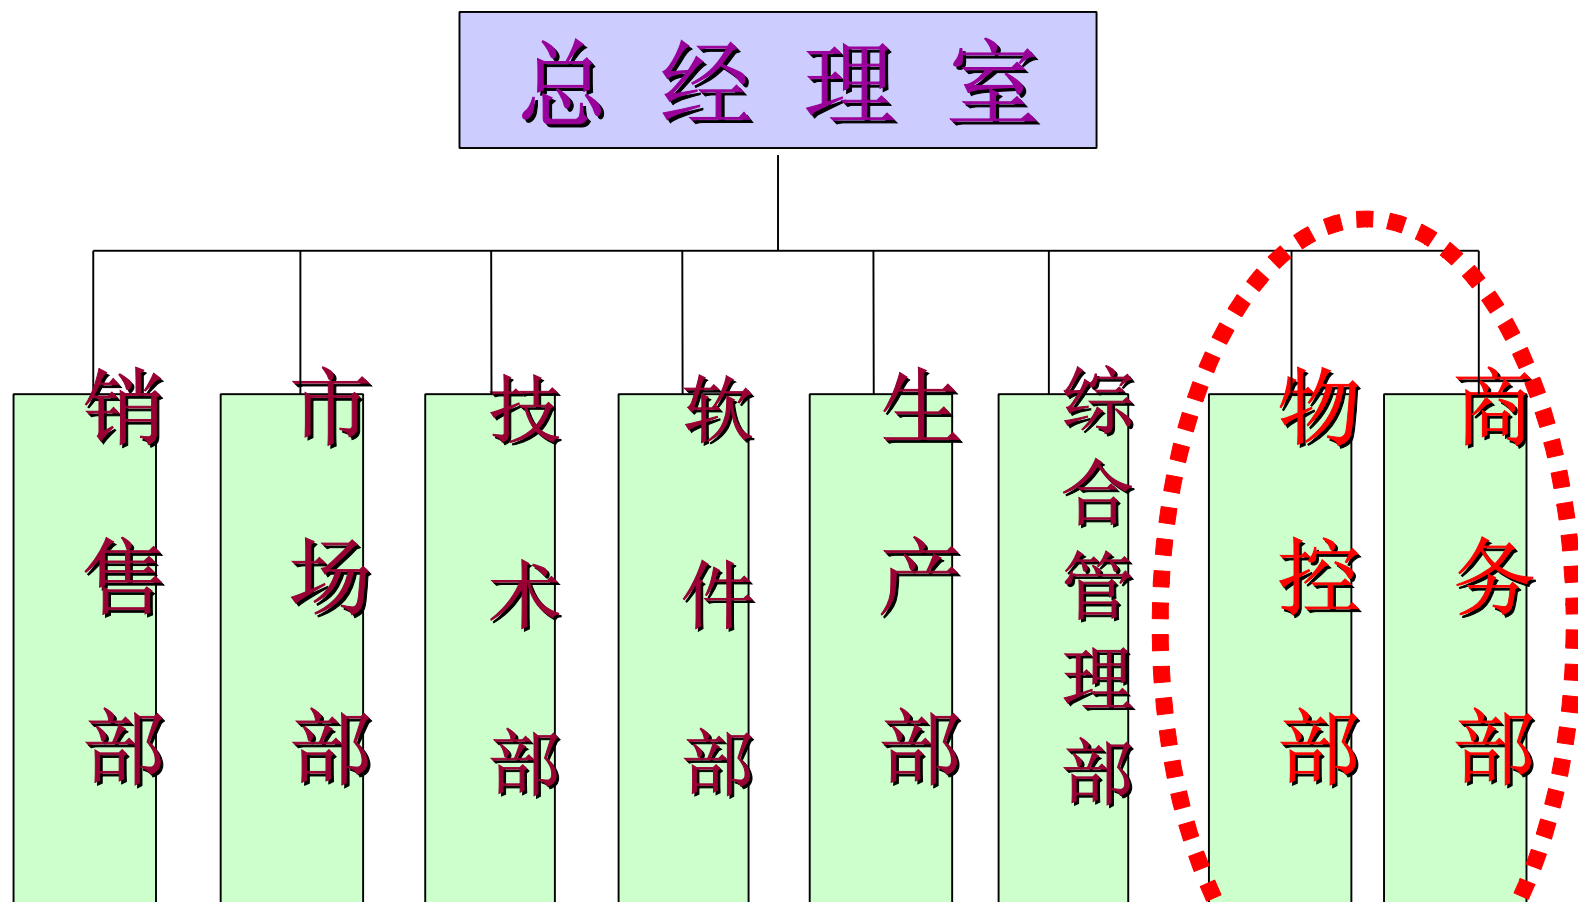 总经理室
销售部
市场部
技术部
软件部
生产部
综合管理部
物控部
商务部